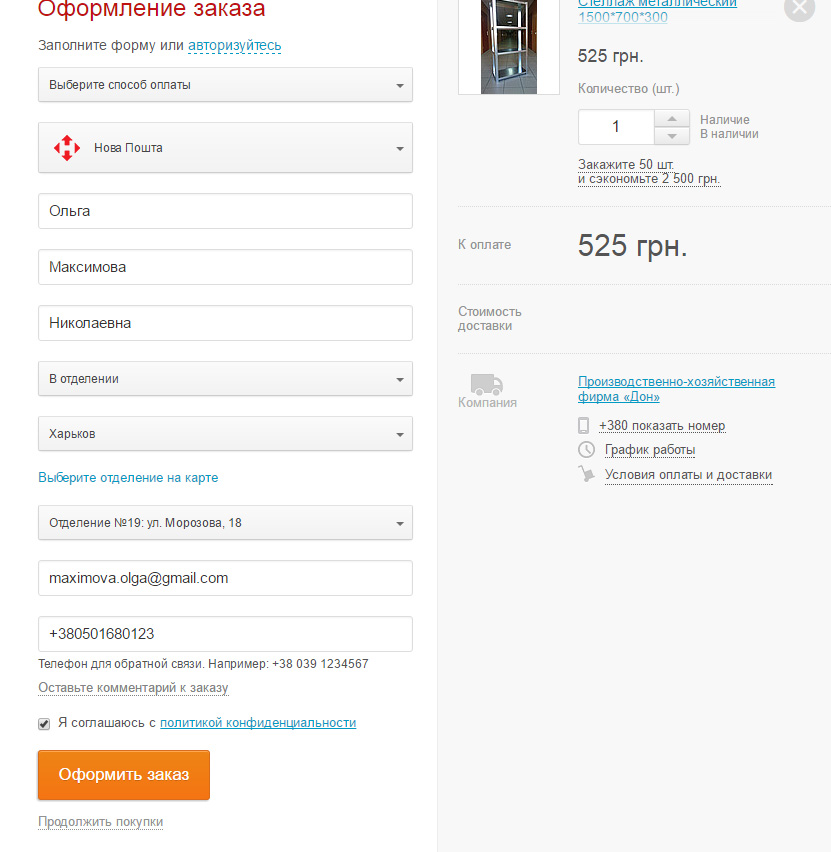 Оформление заказа
Заполните форму или авторизуйтесь
Выберите способ оплаты
Нова Пошта
Ольга
Максимова
Николаевна
В отделении
Харьков
Выберите отделение на карте
Отделение №19: ул. Морозова, 18
maximova.olga@gmail.com
+380501680123
Телефон для обратной связи. Например: +38 039 1234567
Оставьте комментарий к заказу
Я соглашаюсь с политикой конфиденциальности
Оформить заказ
Продолжить покупки
Стеллаж металлический
1500*700*300
525 грн.
Количество (шт.)
1
Наличие
В наличии
Закажите 50 шт.
и сэкономьте 2 500 грн.
К оплате
525 грн.
Стоимость
доставки
Компания
Производственно-хозяйственная
фирма «Дон»
+380 показать номер
График работы
Условия оплаты и доставки